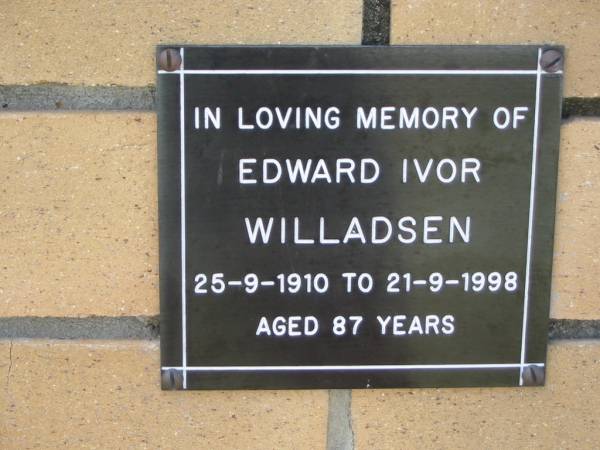 IN LOVING MEMORY OF
EDWARD IVOR
WILLADSEN
25-9-1910 TO 21-9-1998
AGED 87 YEARS